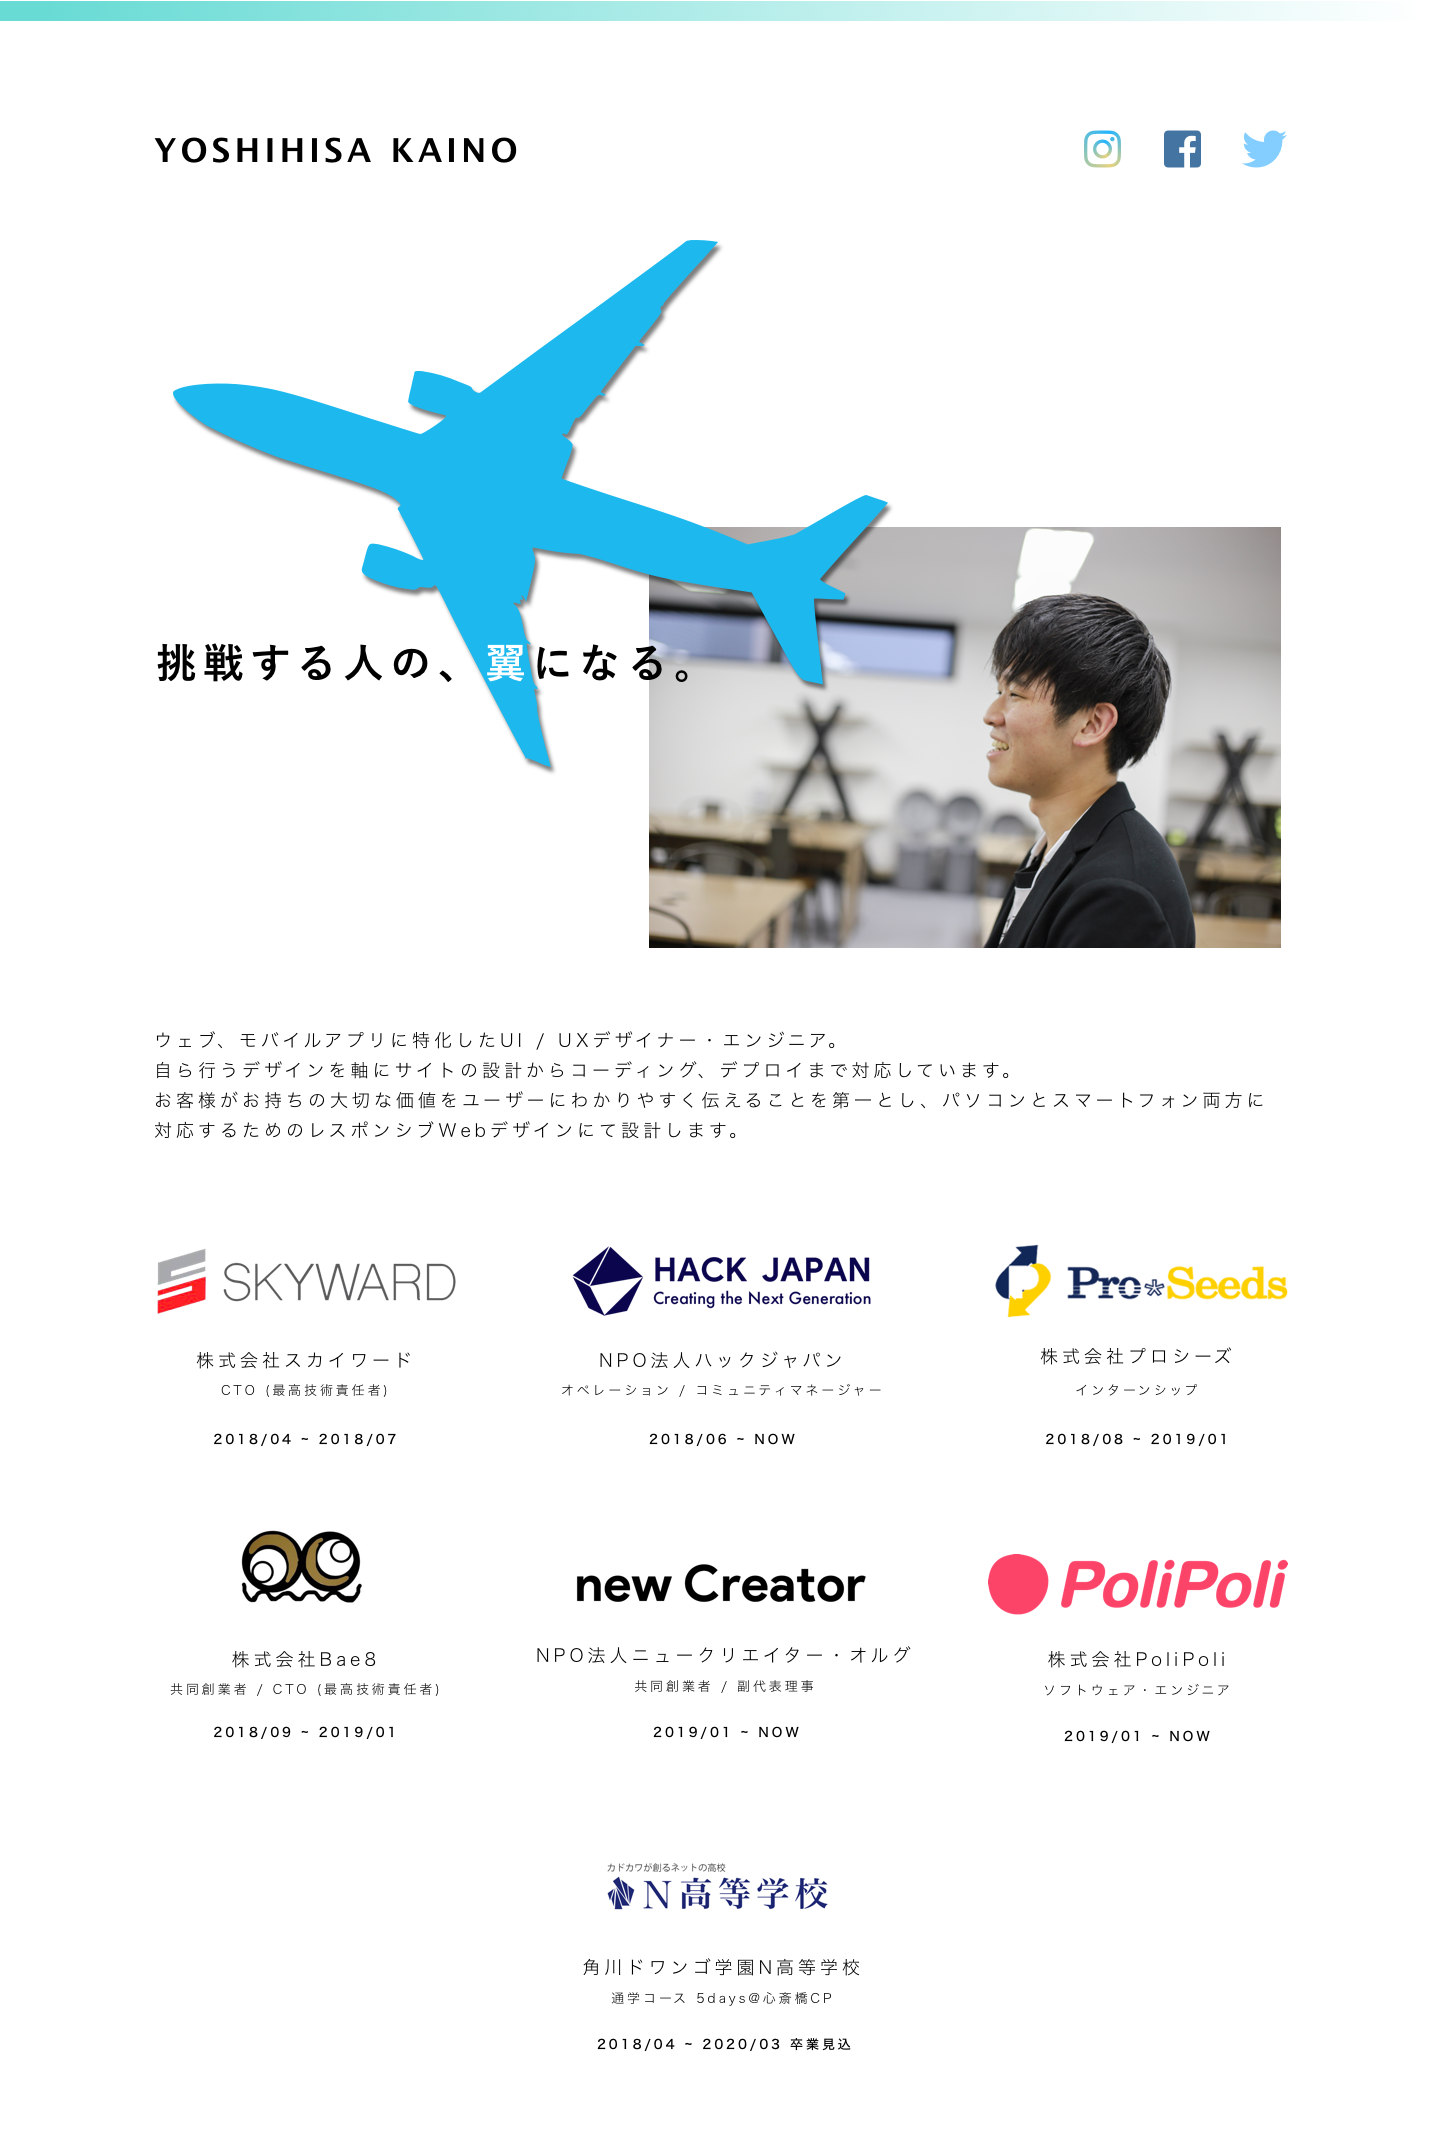 YOSHIHISA KAINO
挑戦する人の、翼になる。
ウェブ、モバイルアプリに特化したUI / UXデザイナー・エンジニア。
自ら行うデザインを軸にサイトの設計からコーディング、デプロイまで対応しています。
お客様がお持ちの大切な価値をユーザーにわかりやすく伝えることを第一とし、パソコンとスマートフォン両方に
対応するためのレスポンシブWebデザインにて設計します。
SKYWARD
株式会社スカイワード
CTO (最高技術責任者)
2018/04 ~ 2018/07
HACK JAPAN
Creating the Next Generation
NPO法人ハックジャパン
オペレーション / コミュニティマネージャー
2018/06 ~ NOW
Pro*Seeds
株式会社プロシーズ
インターンシップ
2018/08 ~ 2019/01
株式会社Bae8
共同創業者 / CTO (最高技術責任者)
2018/09 ~ 2019/01
new Creator
NPO法人ニュークリエイター・オルグ
共同創業者 / 副代表理事
2019/01 ~ NOW
PoliPoli
株式会社PoliPoli
ソフトウェア・エンジニア
2019/01 ~ NOW
カドカワが創るネットの高校
N高等学校
角川ドワンゴ学園N高等学校
通学コース 5days@心斎橋CP
2018/04 ~ 2020/03 卒業見込